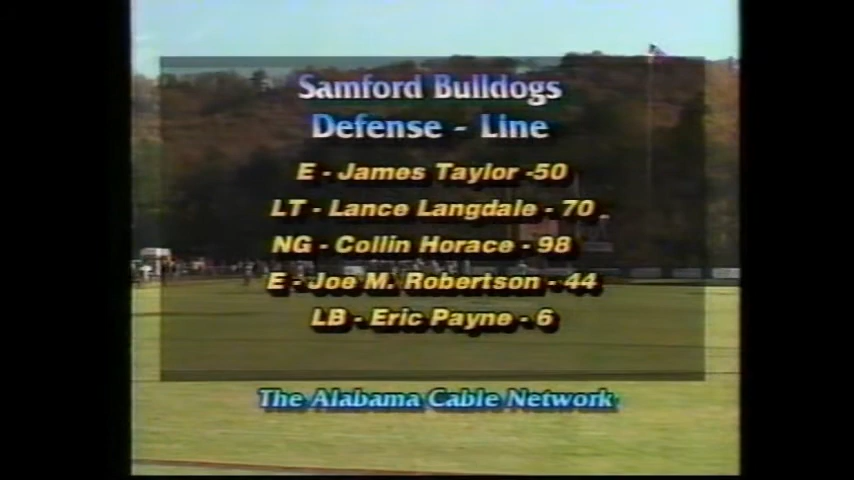 Samford Bulldogs
Defense - Line
E - James Taylor -50
LT - Lance Langdale - 70
NG - Collin Horace - 98
E - Joe M. Robertson - 44
LB - Eric Payne - 6
The Alabama Cable Network